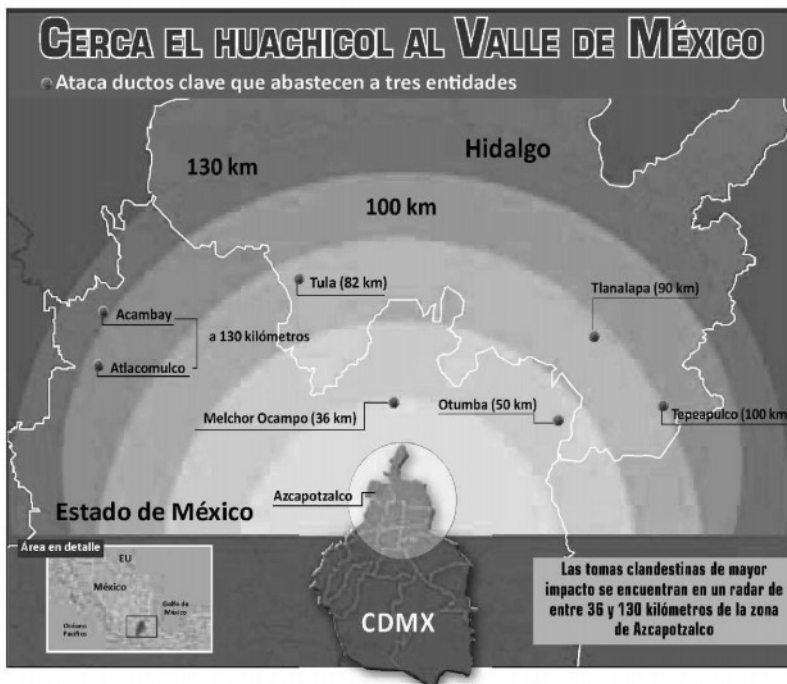 CERCA EL HUACHICOL AL VALLE DE MÉXICO
Ataca ductos clave que abastecen a tres entidades
130 km
Hidalgo
100 km
Tula (82 km)
Tlanalapa (90 km)
Acambay
a 130 kilómetros
Atlacomulco
Melchor Ocampo (36 km)
Otumba (50 km)
Tepeapulco (100 km
Azcapotzalco
Estado de México
Área en detalle
EU
México
Golfo de
México
Océano
Pacífico
CDMX
Las tomas clandestinas de mayor
impacto se encuentran en un radar de
entre 36 y 130 kilómetros de la zona
de Azcapotzalco